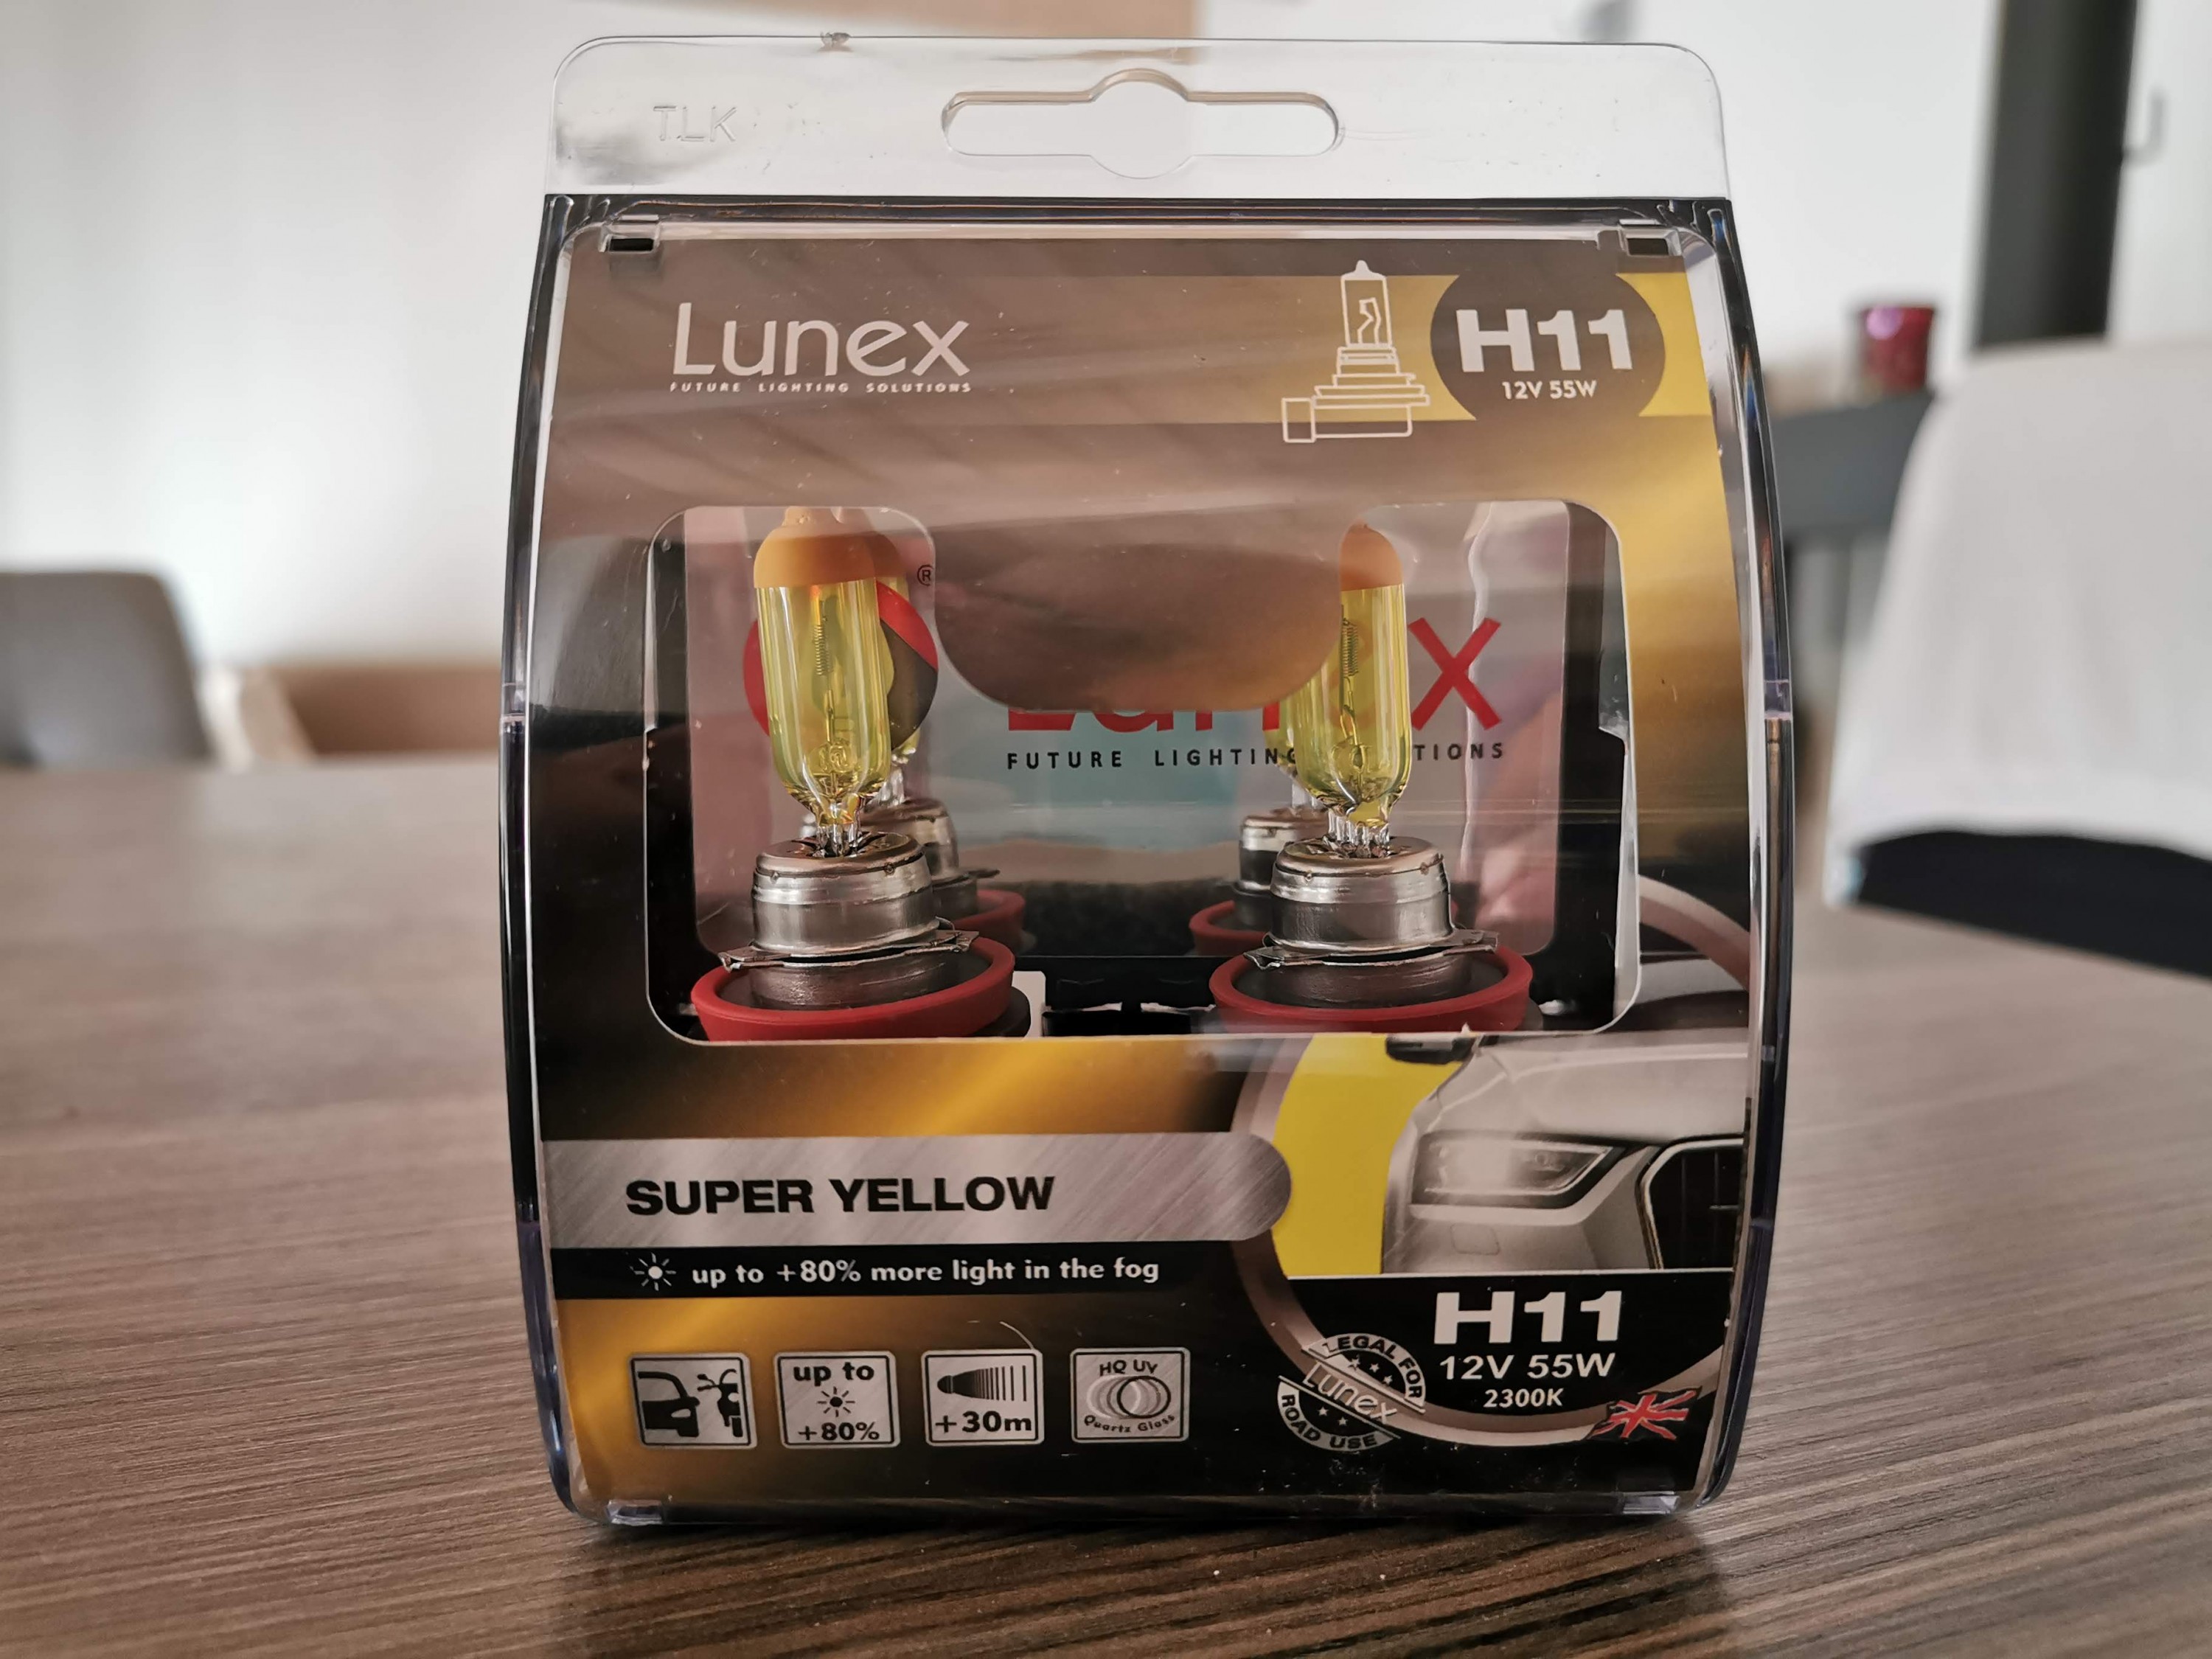 TLK
Lunex
FUTURE LIGHTING SOLUTIONS
H11
12V 55W
®
X
FUTURE LIGHTING TIONS
SUPER YELLOW
up to +80% more light in the fog
up to
+80%
+30m
HQ UV
Quartz Glass
LEGAL FOR
Lunex
ROAD USE
H11
12V 55W
2300K